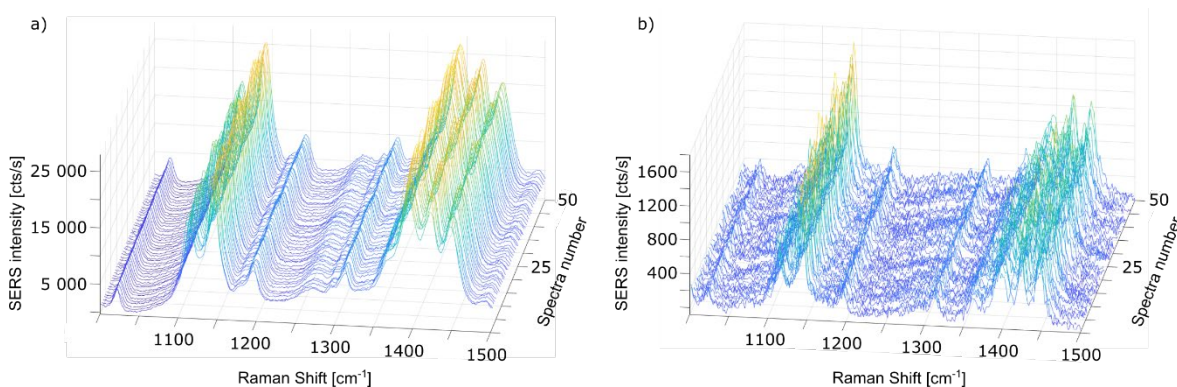 a)
SERS intensity [cts/s]
25 000
15 000
5 000
1100
1200
1300
1400
1500
Raman Shift [cm⁻¹]
50
25
Spectra number
b)
SERS intensity [cts/s]
1600
1200
800
400
1100
1200
1300
1400
1500
Raman Shift [cm⁻¹]
50
25
Spectra number